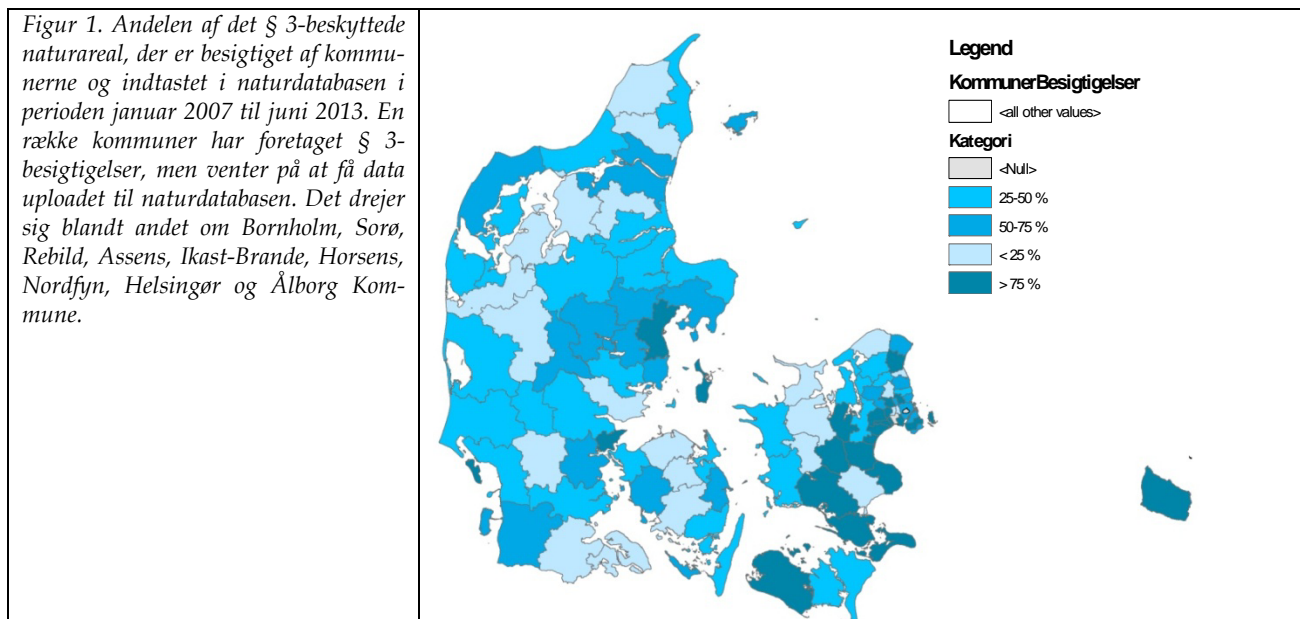 Figur 1. Andelen af det § 3-beskyttede
naturareal, der er besigtiget af kommu-
nerne og indtastet i naturdatabasen i
perioden januar 2007 til juni 2013. En
række kommuner har foretaget § 3-
besigtigelser, men venter på at få data
uploadet til naturdatabasen. Det drejer
sig blandt andet om Bornholm, Sorø,
Rebild, Assens, Ikast-Brande, Horsens,
Nordfyn, Helsingør og Ålborg Kom-
mune.
Legend
KommunerBesigtigelser
<all other values>
Kategori
<Null>
25-50 %
50-75 %
< 25 %
> 75 %